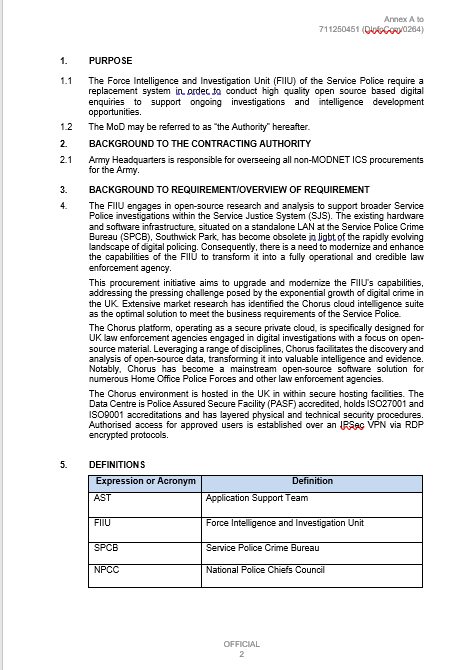 Annex A to
711250451 (DInfoCom/0264)
1. PURPOSE
1.1 The Force Intelligence and Investigation Unit (FIIU) of the Service Police require a
replacement system in order to conduct high quality open source based digital
enquiries to support ongoing investigations and intelligence development
opportunities.
1.2 The MoD may be referred to as “the Authority” hereafter.
2. BACKGROUND TO THE CONTRACTING AUTHORITY
2.1 Army Headquarters is responsible for overseeing all non-MODNET ICS procurements
for the Army.
3. BACKGROUND TO REQUIREMENT/OVERVIEW OF REQUIREMENT
4. The FIIU engages in open-source research and analysis to support broader Service
Police investigations within the Service Justice System (SJS). The existing hardware
and software infrastructure, situated on a standalone LAN at the Service Police Crime
Bureau (SPCB), Southwick Park, has become obsolete in light of the rapidly evolving
landscape of digital policing. Consequently, there is a need to modernize and enhance
the capabilities of the FIIU to transform it into a fully operational and credible law
enforcement agency.
This procurement initiative aims to upgrade and modernize the FIIU’s capabilities,
addressing the pressing challenge posed by the exponential growth of digital crime in
the UK. Extensive market research has identified the Chorus cloud intelligence suite
as the optimal solution to meet the business requirements of the Service Police.
The Chorus platform, operating as a secure private cloud, is specifically designed for
UK law enforcement agencies engaged in digital investigations with a focus on open-
source material. Leveraging a range of disciplines, Chorus facilitates the discovery and
analysis of open-source data, transforming it into valuable intelligence and evidence.
Notably, Chorus has become a mainstream open-source software solution for
numerous Home Office Police Forces and other law enforcement agencies.
The Chorus environment is hosted in the UK in within secure hosting facilities. The
Data Centre is Police Assured Secure Facility (PASF) accredited, holds ISO27001 and
ISO9001 accreditations and has layered physical and technical security procedures.
Authorised access for approved users is established over an IPSec VPN via RDP
encrypted protocols.
5. DEFINITIONS
Expression or Acronym Definition
AST Application Support Team
FIIU Force Intelligence and Investigation Unit
SPCB Service Police Crime Bureau
NPCC National Police Chiefs Council
OFFICIAL
2